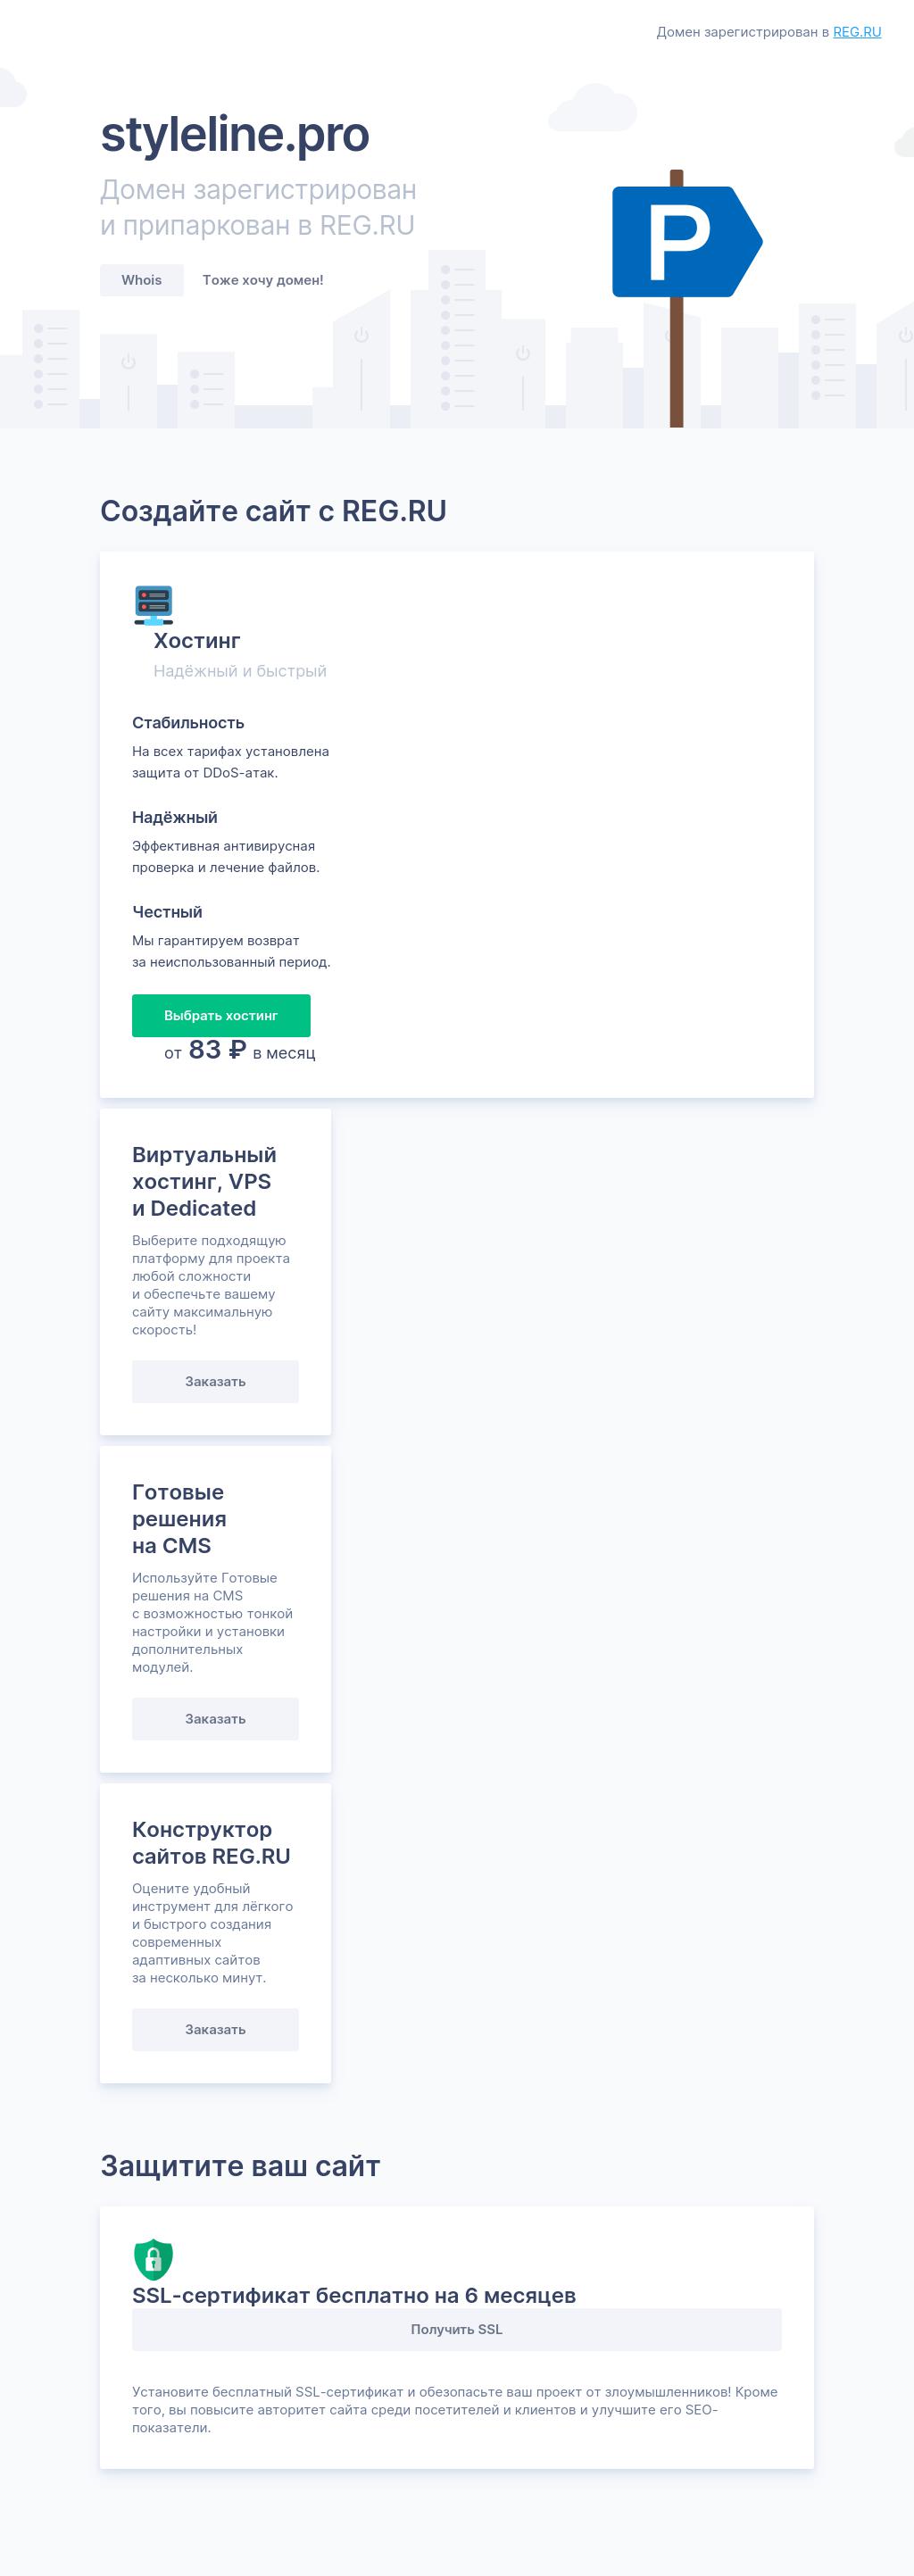 Домен зарегистрирован в REG.RU
styleline.pro
Домен зарегистрирован
и припаркован в REG.RU
Whois
Тоже хочу домен!
P
Создайте сайт с REG.RU
Хостинг
Надёжный и быстрый
Стабильность
На всех тарифах установлена
защита от DDoS-атак.
Надёжный
Эффективная антивирусная
проверка и лечение файлов.
Честный
Мы гарантируем возврат
за неиспользованный период.
Выбрать хостинг
от 83 ₽ в месяц
Виртуальный
хостинг, VPS
и Dedicated
Выберите подходящую
платформу для проекта
любой сложности
и обеспечьте вашему
сайту максимальную
скорость!
Заказать
Готовые
решения
на CMS
Используйте Готовые
решения на CMS
с возможностью тонкой
настройки и установки
дополнительных
модулей.
Заказать
Конструктор
сайтов REG.RU
Оцените удобный
инструмент для лёгкого
и быстрого создания
современных
адаптивных сайтов
за несколько минут.
Заказать
Защитите ваш сайт
SSL-сертификат бесплатно на 6 месяцев
Получить SSL
Установите бесплатный SSL-сертификат и обезопасьте ваш проект от злоумышленников! Кроме
того, вы повысите авторитет сайта среди посетителей и клиентов и улучшите его SEO-
показатели.